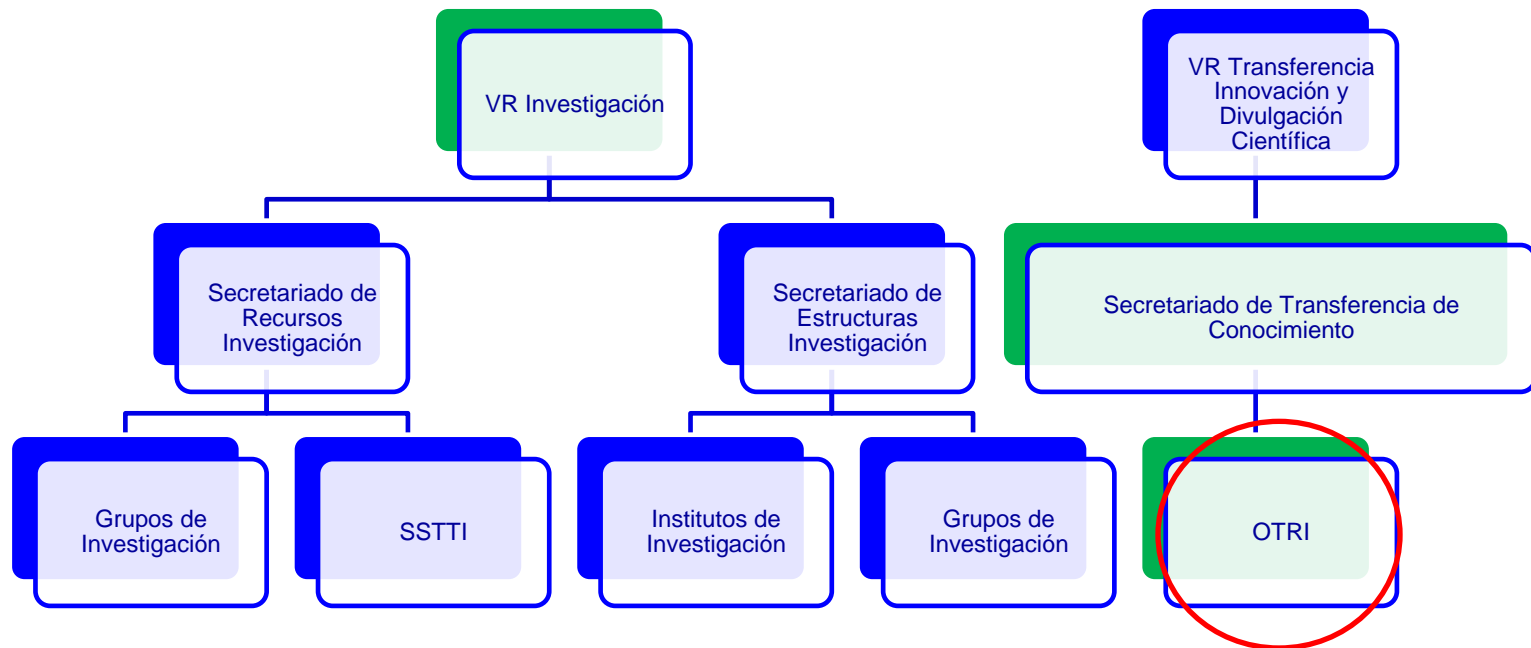 VR Investigación
VR Transferencia
Innovación y
Divulgación
Científica
Secretariado de
Recursos
Investigación
Secretariado de
Estructuras
Investigación
Secretariado de Transferencia de
Conocimiento
Grupos de
Investigación
SSTTI
Institutos de
Investigación
Grupos de
Investigación
OTRI